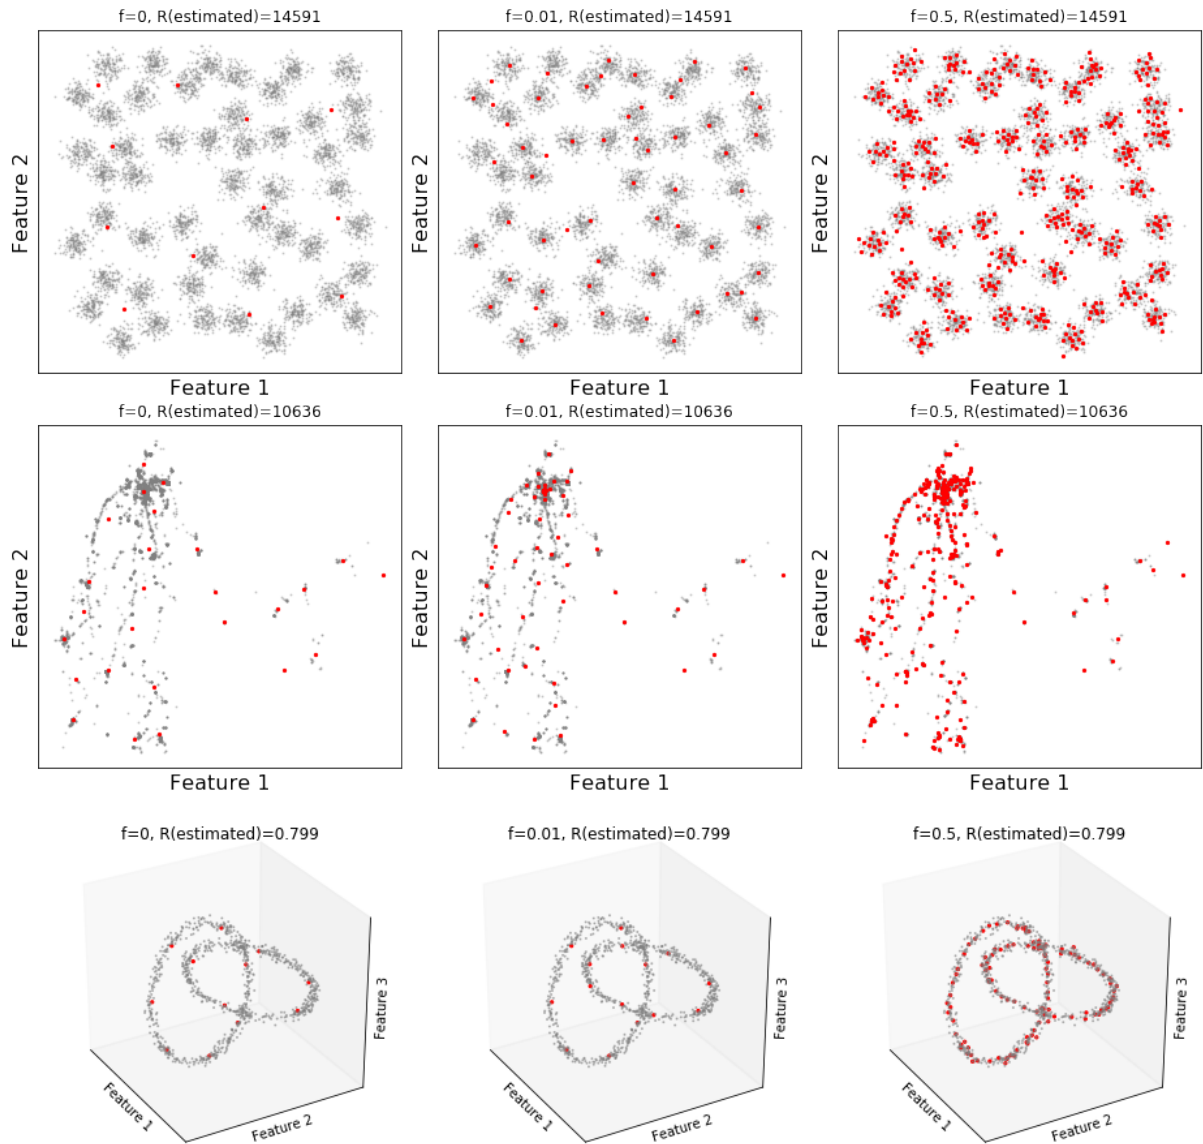 f=0, R(estimated)=14591
f=0.01, R(estimated)=14591
f=0.5, R(estimated)=14591
Feature 2
Feature 2
Feature 2
Feature 1
Feature 1
Feature 1
f=0, R(estimated)=10636
f=0.01, R(estimated)=10636
f=0.5, R(estimated)=10636
Feature 2
Feature 2
Feature 2
Feature 1
Feature 1
Feature 1
f=0, R(estimated)=0.799
f=0.01, R(estimated)=0.799
f=0.5, R(estimated)=0.799
Feature 3
Feature 3
Feature 3
Feature 1
Feature 2
Feature 1
Feature 2
Feature 1
Feature 2